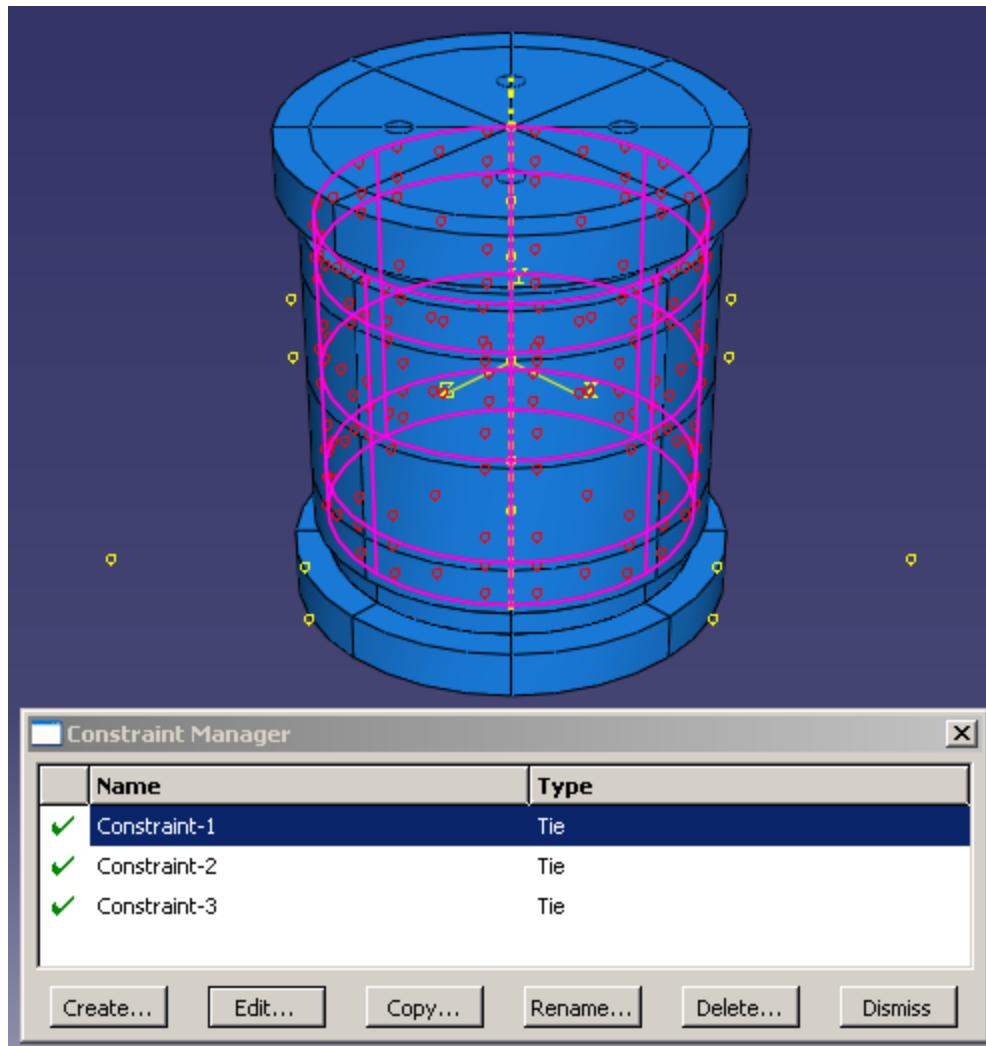 Y
Z
X
Constraint Manager
Name Type
Constraint-1 Tie
Constraint-2 Tie
Constraint-3 Tie
Create... Edit... Copy... Rename... Delete... Dismiss